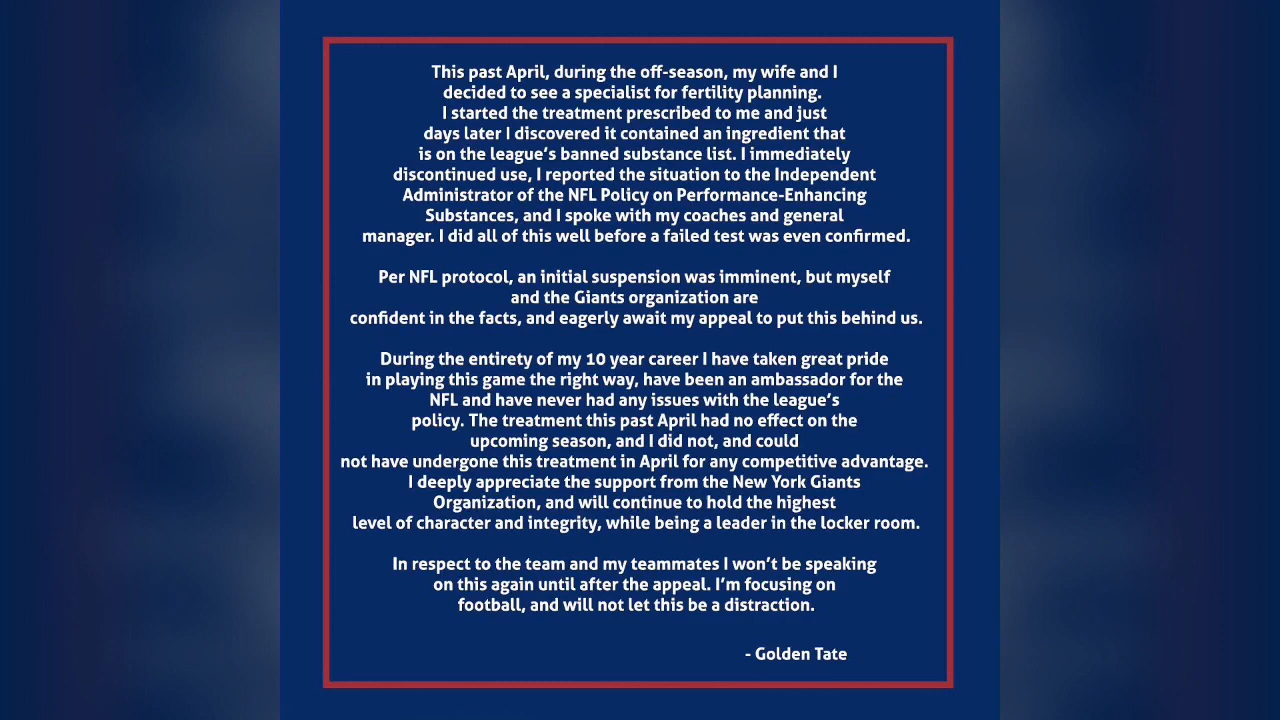 This past April, during the off-season, my wife and I
decided to see a specialist for fertility planning.
I started the treatment prescribed to me and just
days later I discovered it contained an ingredient that
is on the league's banned substance list. I immediately
discontinued use, I reported the situation to the Independent
Administrator of the NFL Policy on Performance-Enhancing
Substances, and I spoke with my coaches and general
manager. I did all of this well before a failed test was even confirmed.
Per NFL protocol, an initial suspension was imminent, but myself
and the Giants organization are
confident in the facts, and eagerly await my appeal to put this behind us.
During the entirety of my 10 year career I have taken great pride
in playing this game the right way, have been an ambassador for the
NFL and have never had any issues with the league's
policy. The treatment this past April had no effect on the
upcoming season, and I did not, and could
not have undergone this treatment in April for any competitive advantage.
I deeply appreciate the support from the New York Giants
Organization, and will continue to hold the highest
level of character and integrity, while being a leader in the locker room.
In respect to the team and my teammates I won't be speaking
on this again until after the appeal. I'm focusing on
football, and will not let this be a distraction.
- Golden Tate